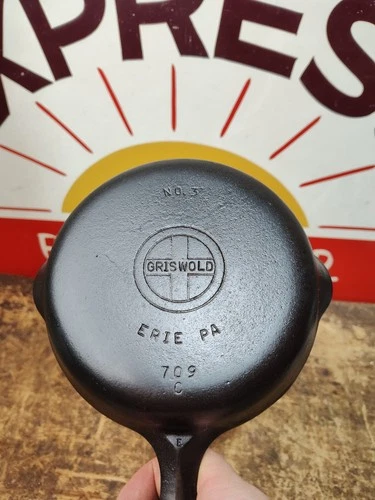 XPRES
NO. 3
GRISWOLD
ERIE PA
709
C
E